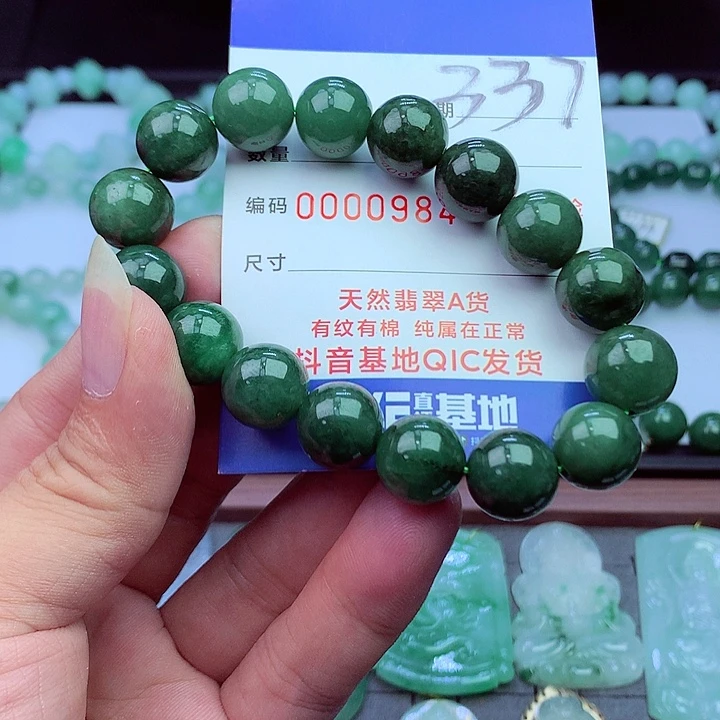 期 337
数量
编码 0000984
尺寸
天然翡翠A货
有纹有棉 纯属在正常
抖音基地QIC发货
真
基地